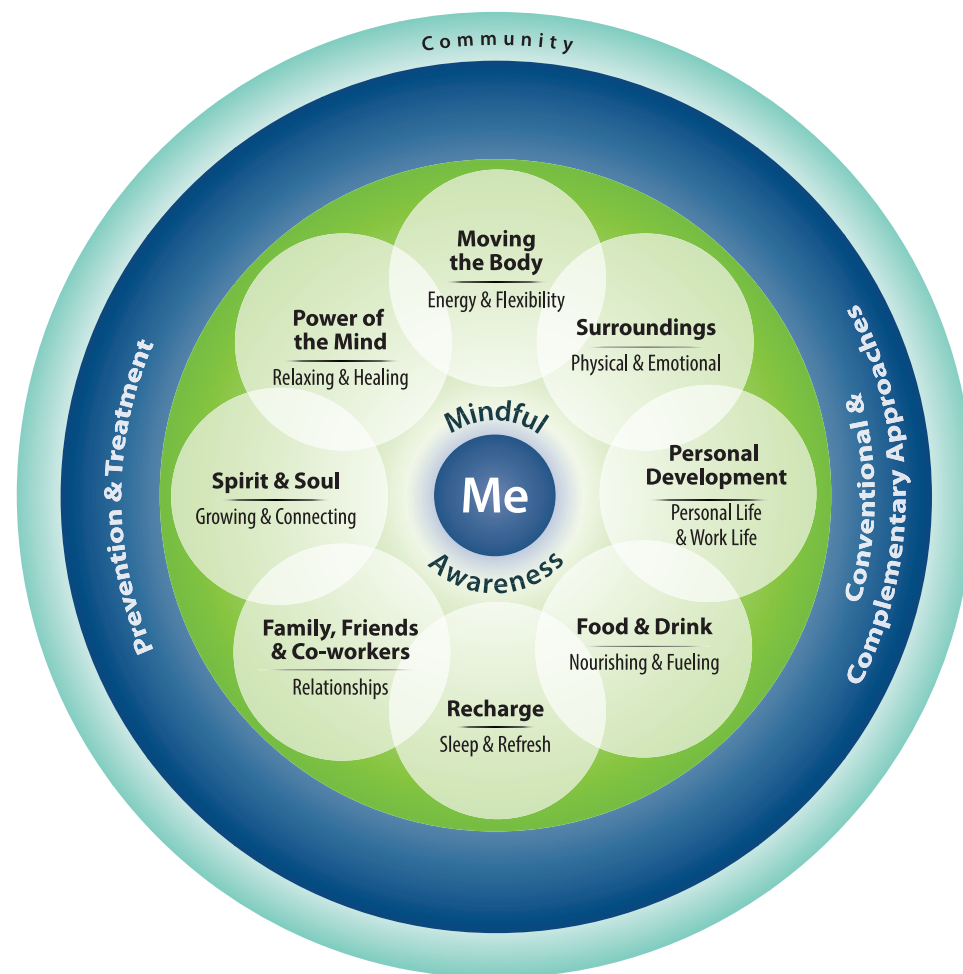 Community
Moving
the Body
Energy & Flexibility
Power of
the Mind
Relaxing & Healing
Surroundings
Physical & Emotional
Prevention & Treatment
Mindful
Me
Awareness
Spirit & Soul
Growing & Connecting
Personal
Development
Personal Life
& Work Life
Conventional &
Complementary Approaches
Family, Friends
& Co-workers
Relationships
Food & Drink
Nourishing & Fueling
Recharge
Sleep & Refresh